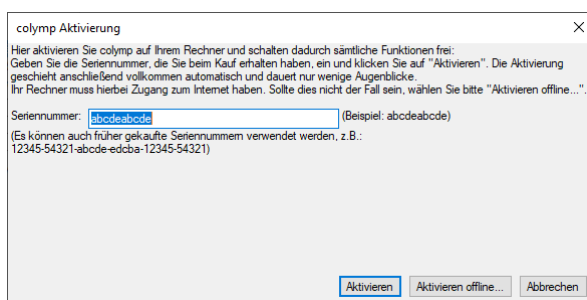 colymp Aktivierung
Hier aktivieren Sie colymp auf Ihrem Rechner und schalten dadurch sämtliche Funktionen frei:
Geben Sie die Seriennummer, die Sie beim Kauf erhalten haben, ein und klicken Sie auf "Aktivieren". Die Aktivierung
geschieht anschließend vollkommen automatisch und dauert nur wenige Augenblicke.
Ihr Rechner muss hierbei Zugang zum Internet haben. Sollte dies nicht der Fall sein, wählen Sie bitte "Aktivieren offline...".
Seriennummer: abcdeabcde (Beispiel: abcdeabcde)
(Es können auch früher gekaufte Seriennummern verwendet werden, z.B.:
12345-54321-abcde-edcba-12345-54321)
Aktivieren Aktivieren offline... Abbrechen